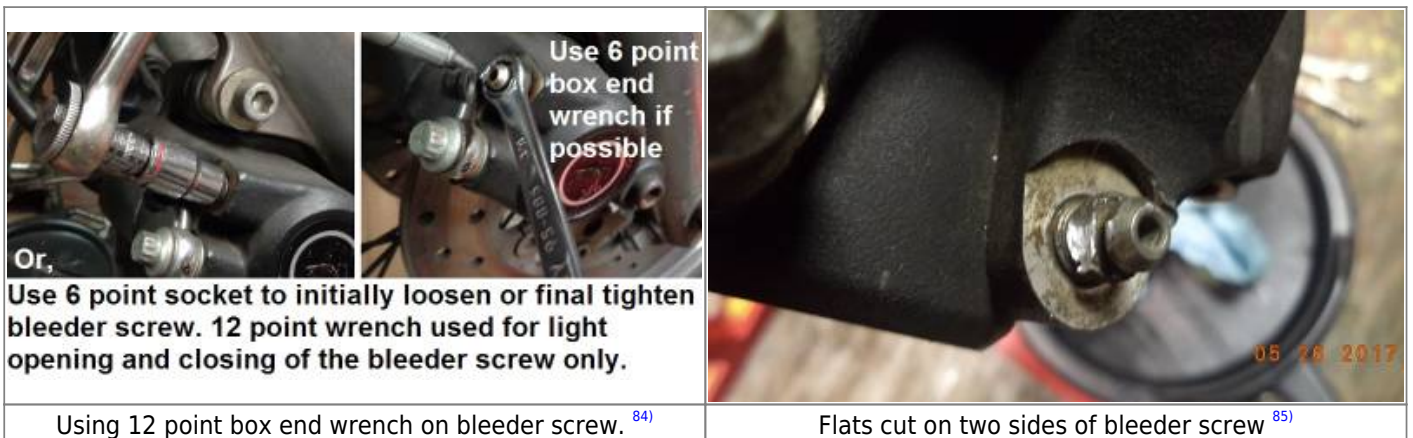 Use 6 point
box end
wrench if
possible
Or,
Use 6 point socket to initially loosen or final tighten
bleeder screw. 12 point wrench used for light
opening and closing of the bleeder screw only.
05 26 2017
Using 12 point box end wrench on bleeder screw. 84)
Flats cut on two sides of bleeder screw 85)